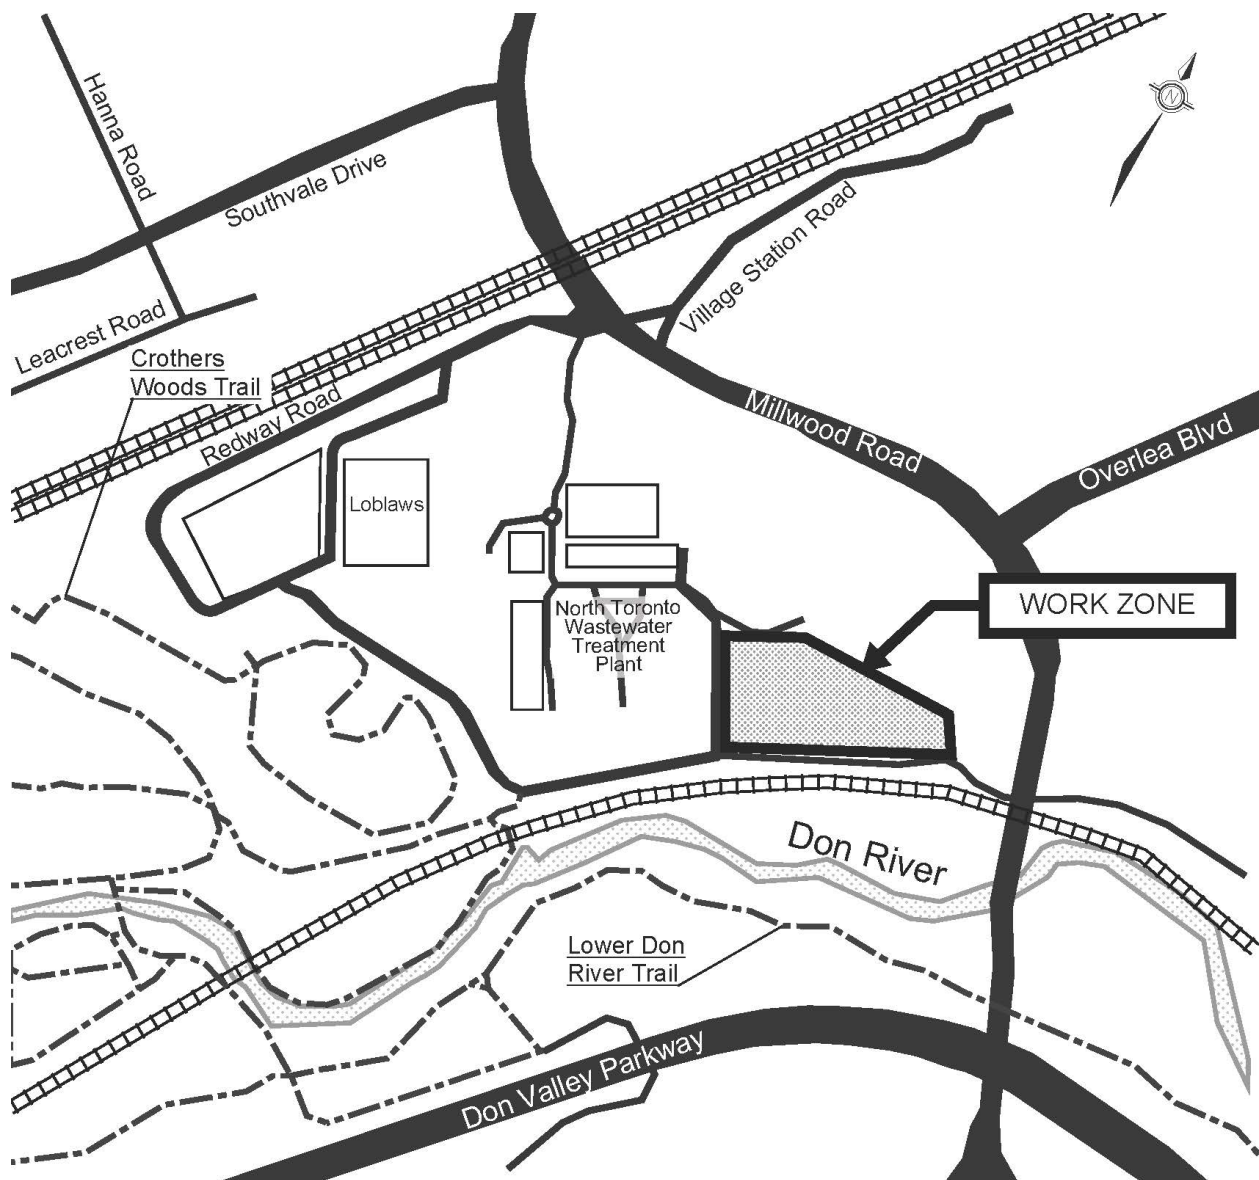 Hanna Road
Southvale Drive
N
Leacrest Road
Crothers
Woods Trail
Redway Road
Village Station Road
Millwood Road
Overlea Blvd
Loblaws
North Toronto
Wastewater
Treatment
Plant
WORK ZONE
Don River
Lower Don
River Trail
Don Valley Parkway